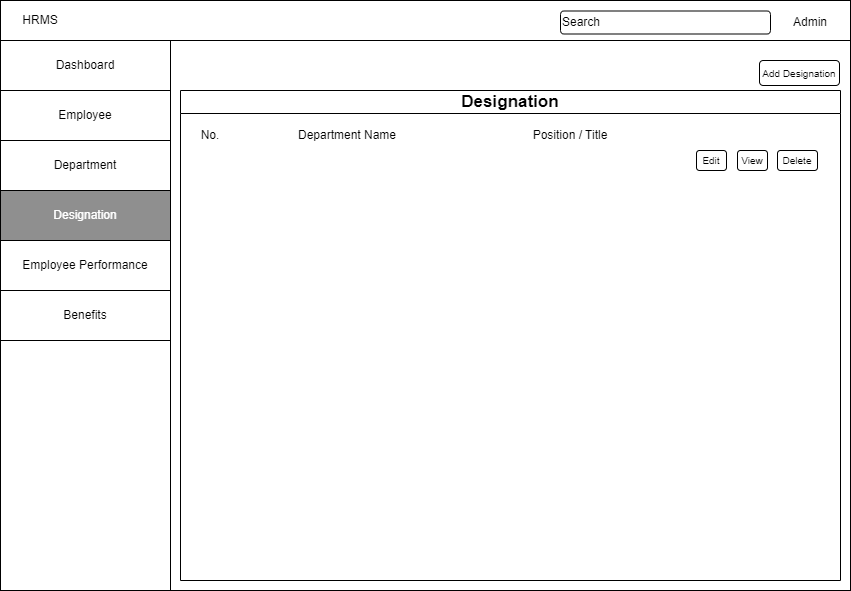 HRMS
Search
Admin
Dashboard
Employee
Department
Designation
Employee Performance
Benefits
Add Designation
Designation
No. Department Name Position / Title
Edit View Delete